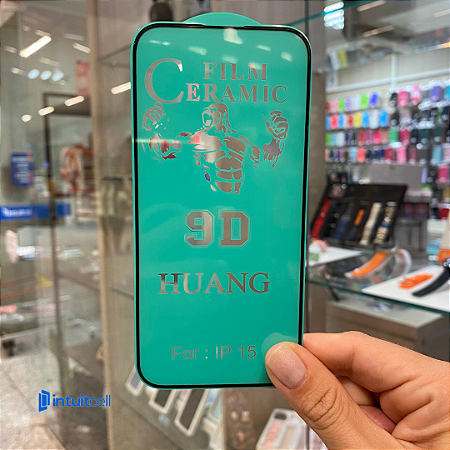 FILM
CERAMIC
9D
HUANG
For : IP 15
intuitcell